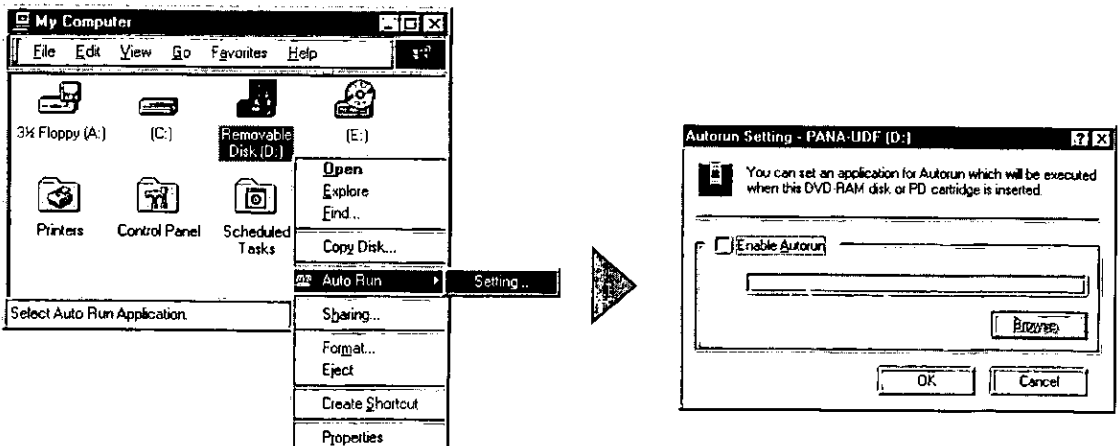 My Computer
File Edit View Go Favorites Help
3½ Floppy (A:) (C:) Removable Disk (D:) (E:)
Printers Control Panel Scheduled Tasks
Open
Explore
Find...
Copy Disk...
Auto Run
Setting...
Sharing...
Format...
Eject
Create Shortcut
Properties
Select Auto Run Application.
Autorun Setting - PANA-UDF (D:)
You can set an application for Autorun which will be executed
when this DVD-RAM disk or PD cartridge is inserted.
Enable Autorun
Browse
OK Cancel